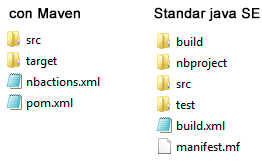 con Maven
src
target
nbactions.xml
pom.xml
Standar java SE
build
nbproject
src
test
build.xml
manifest.mf